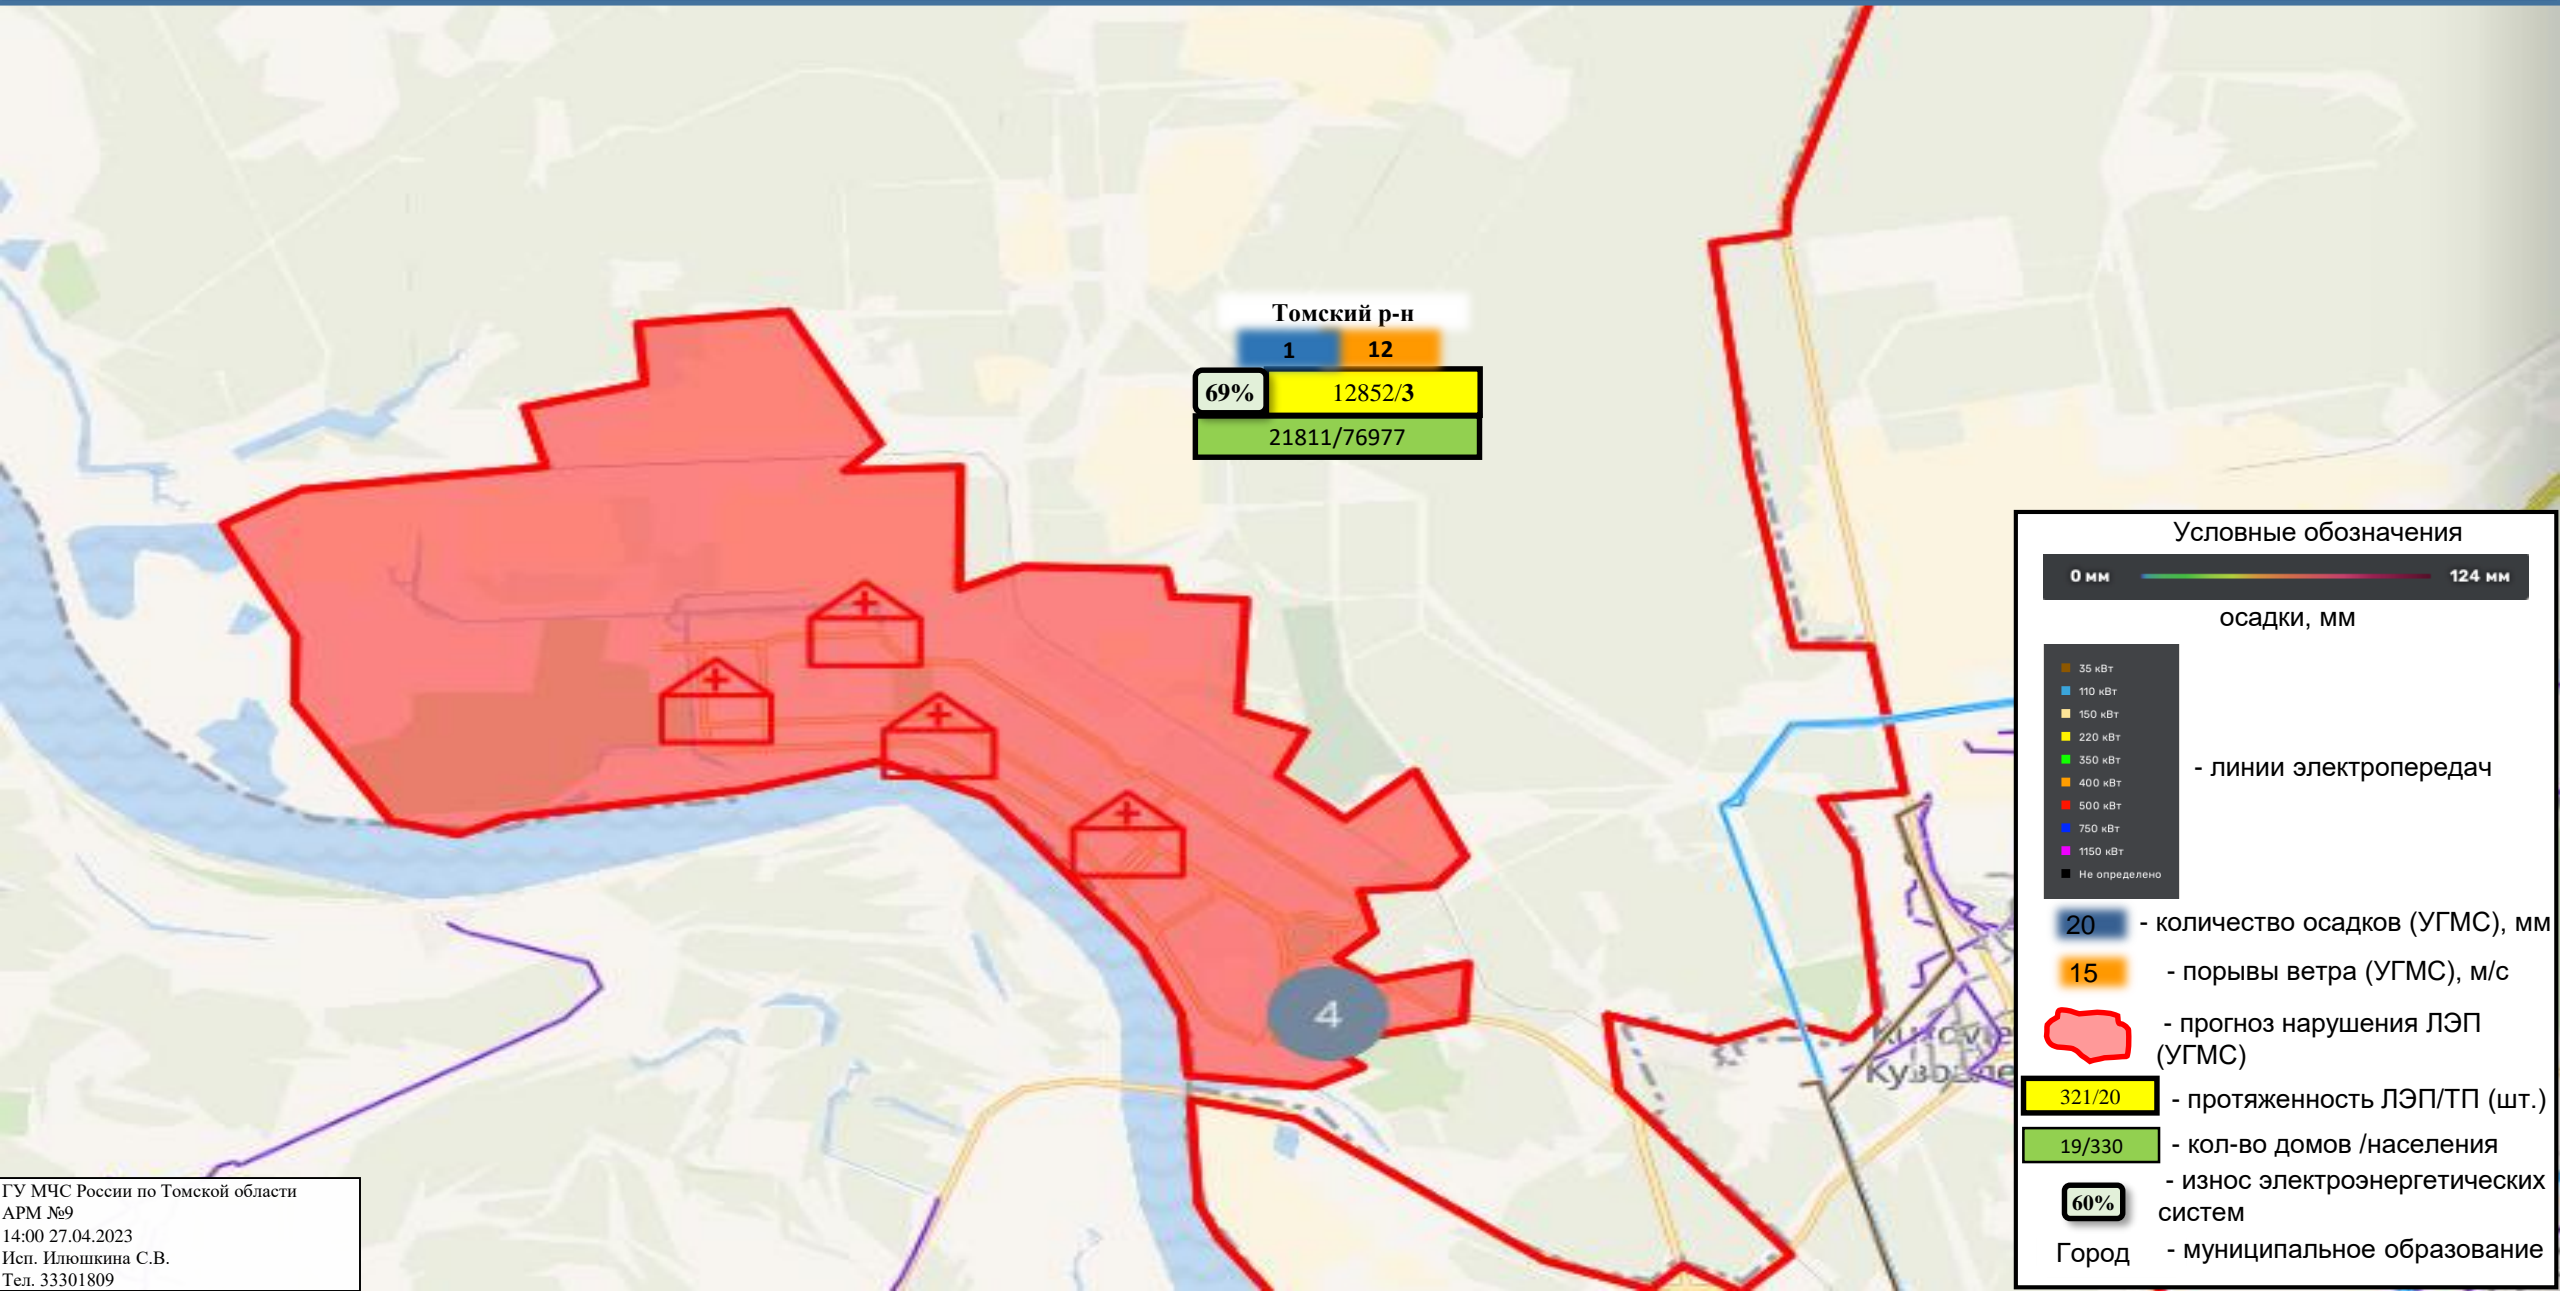 Томский р-н
1 12
69% 12852/3
21811/76977
4
Условные обозначения
0 мм 124 мм
осадки, мм
35 кВт
110 кВт
150 кВт
220 кВт
350 кВт
400 кВт
500 кВт
750 кВт
1150 кВт
Не определено
- линии электропередач
20 - количество осадков (УГМС), мм
15 - порывы ветра (УГМС), м/с
- прогноз нарушения ЛЭП
(УГМС)
321/20 - протяженность ЛЭП/ТП (шт.)
19/330 - кол-во домов /населения
60% - износ электроэнергетических
систем
Город - муниципальное образование
ГУ МЧС России по Томской области
АРМ №9
14:00 27.04.2023
Исп. Илюшкина С.В.
Тел. 33301809